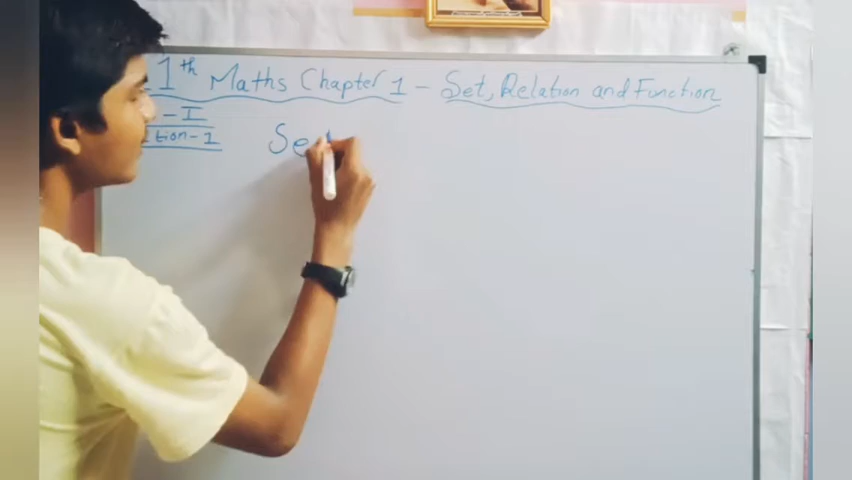 1th Maths Chapter 1 - Set, Relation and Function
- I
tion - 1
Se